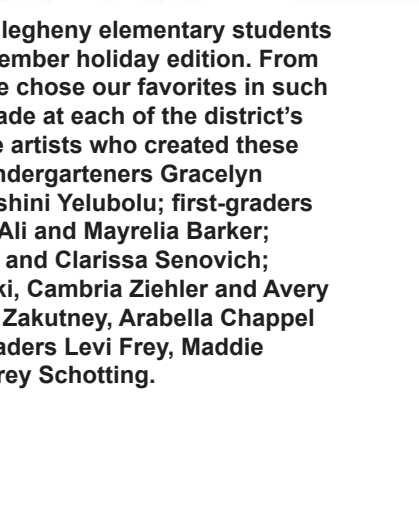 legheny elementary students
ember holiday edition. From
e chose our favorites in such
ade at each of the district's
e artists who created these
ndergarteners Gracelyn
shini Yelubolu; first-graders
Ali and Mayrelia Barker;
and Clarissa Senovich;
ki, Cambria Ziehler and Avery
Zakutney, Arabella Chappel
aders Levi Frey, Maddie
rey Schotting.